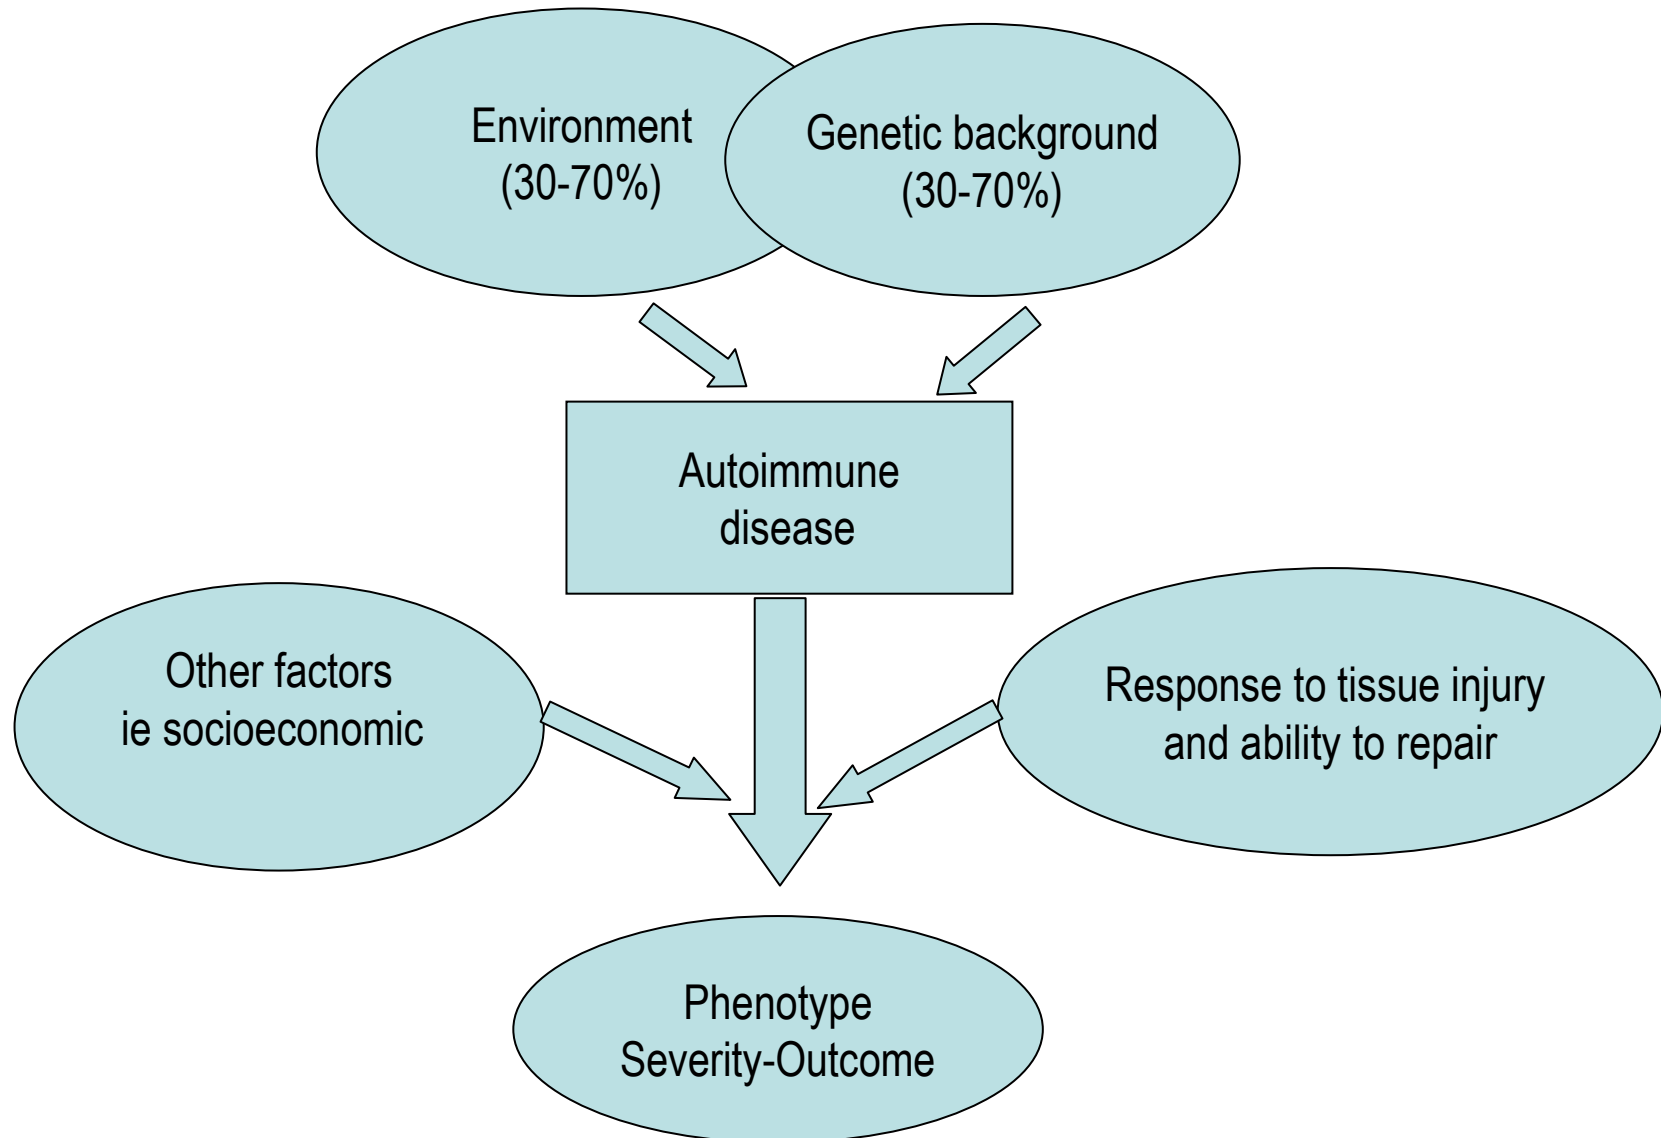 Environment
(30-70%)
Genetic background
(30-70%)
Autoimmune
disease
Other factors
ie socioeconomic
Response to tissue injury
and ability to repair
Phenotype
Severity-Outcome